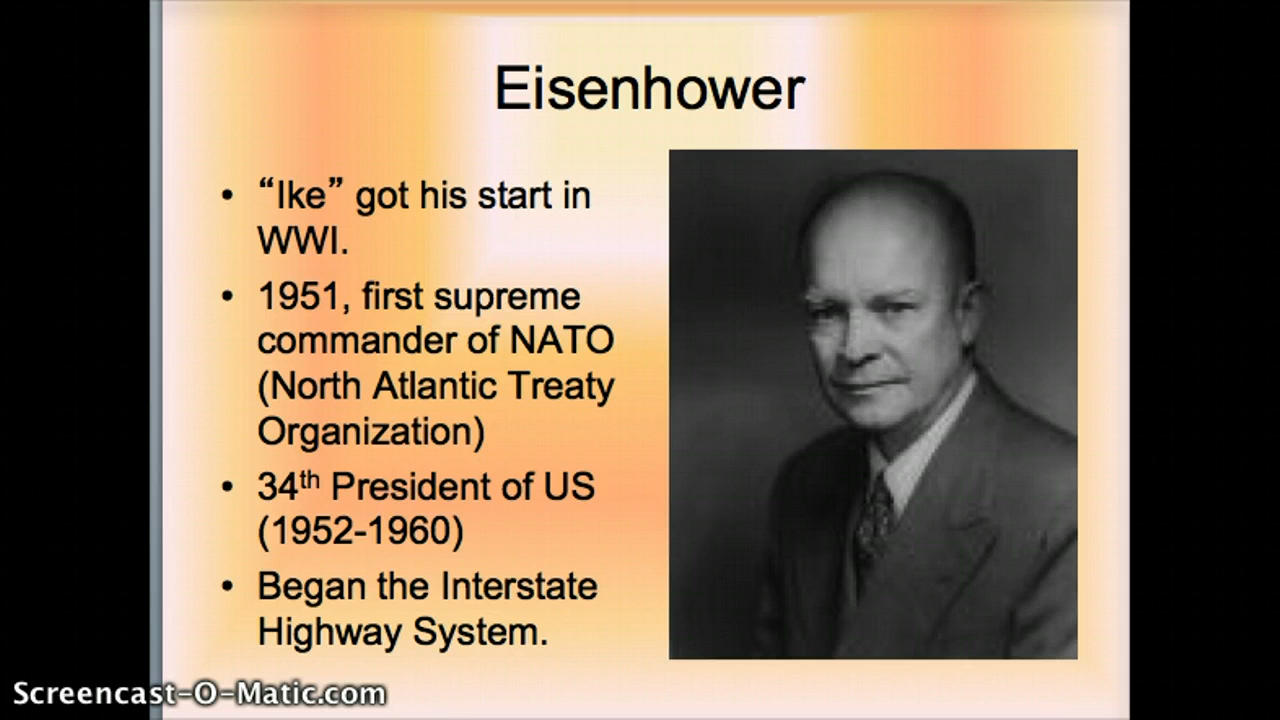 Eisenhower
• “Ike” got his start in
WWI.
• 1951, first supreme
commander of NATO
(North Atlantic Treaty
Organization)
• 34th President of US
(1952-1960)
• Began the Interstate
Highway System.
Screencast-O-Matic.com